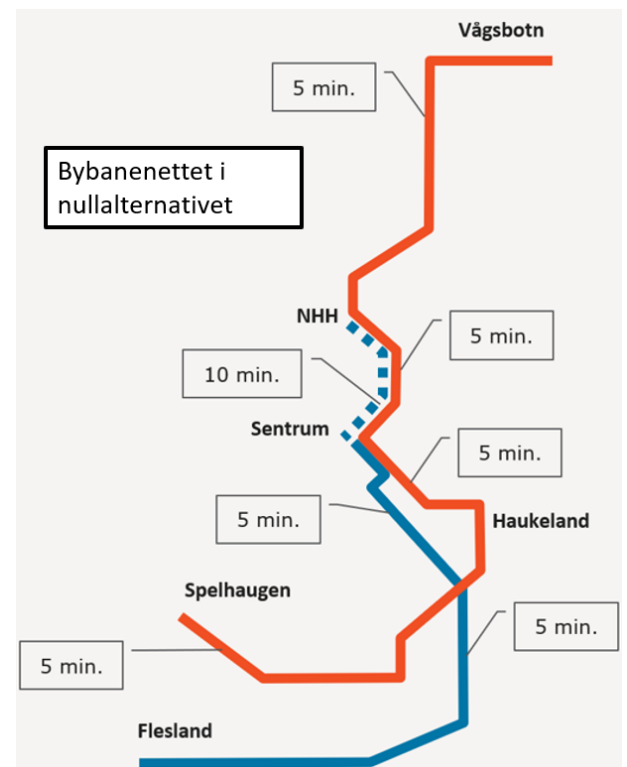 Vågsbotn
5 min.
Bybanenettet i
nullalternativet
NHH
5 min.
10 min.
Sentrum
5 min.
5 min.
Haukeland
Spelhaugen
5 min.
5 min.
Flesland